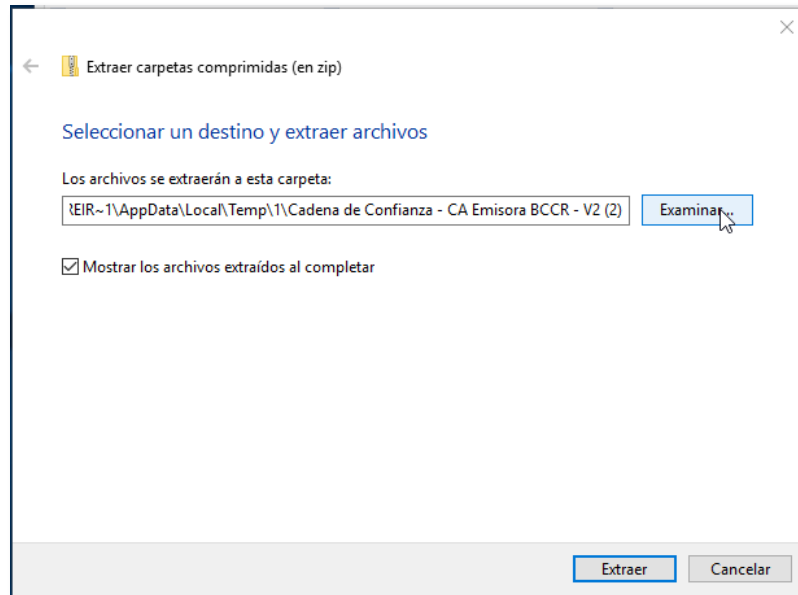 Extraer carpetas comprimidas (en zip)
Seleccionar un destino y extraer archivos
Los archivos se extraerán a esta carpeta:
REIR~1\AppData\Local\Temp\1\Cadena de Confianza - CA Emisora BCCR - V2 (2)
Examinar...
Mostrar los archivos extraídos al completar
Extraer
Cancelar